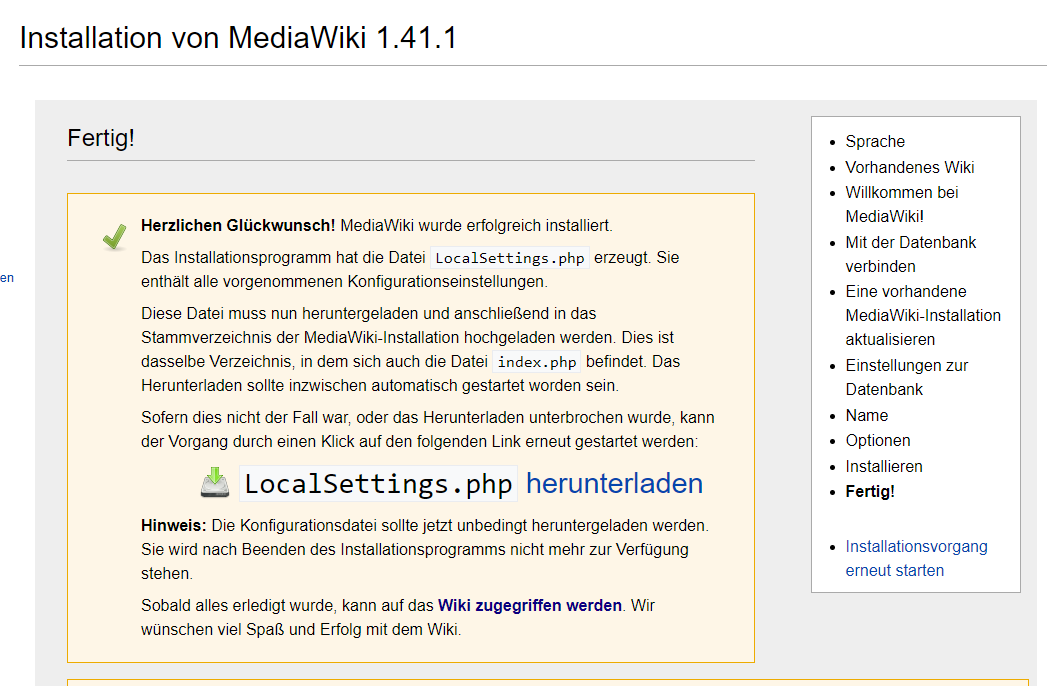 Installation von MediaWiki 1.41.1
Fertig!
Herzlichen Glückwunsch! MediaWiki wurde erfolgreich installiert.
Das Installationsprogramm hat die Datei LocalSettings.php erzeugt. Sie
enthält alle vorgenommenen Konfigurationseinstellungen.
Diese Datei muss nun heruntergeladen und anschließend in das
Stammverzeichnis der MediaWiki-Installation hochgeladen werden. Dies ist
dasselbe Verzeichnis, in dem sich auch die Datei index.php befindet. Das
Herunterladen sollte inzwischen automatisch gestartet worden sein.
Sofern dies nicht der Fall war, oder das Herunterladen unterbrochen wurde, kann
der Vorgang durch einen Klick auf den folgenden Link erneut gestartet werden:
LocalSettings.php herunterladen
Hinweis: Die Konfigurationsdatei sollte jetzt unbedingt heruntergeladen werden.
Sie wird nach Beenden des Installationsprogramms nicht mehr zur Verfügung
stehen.
Sobald alles erledigt wurde, kann auf das Wiki zugegriffen werden. Wir
wünschen viel Spaß und Erfolg mit dem Wiki.
Sprache
Vorhandenes Wiki
Willkommen bei
MediaWiki!
Mit der Datenbank
verbinden
Eine vorhandene
MediaWiki-Installation
aktualisieren
Einstellungen zur
Datenbank
Name
Optionen
Installieren
Fertig!
Installationsvorgang
erneut starten
en